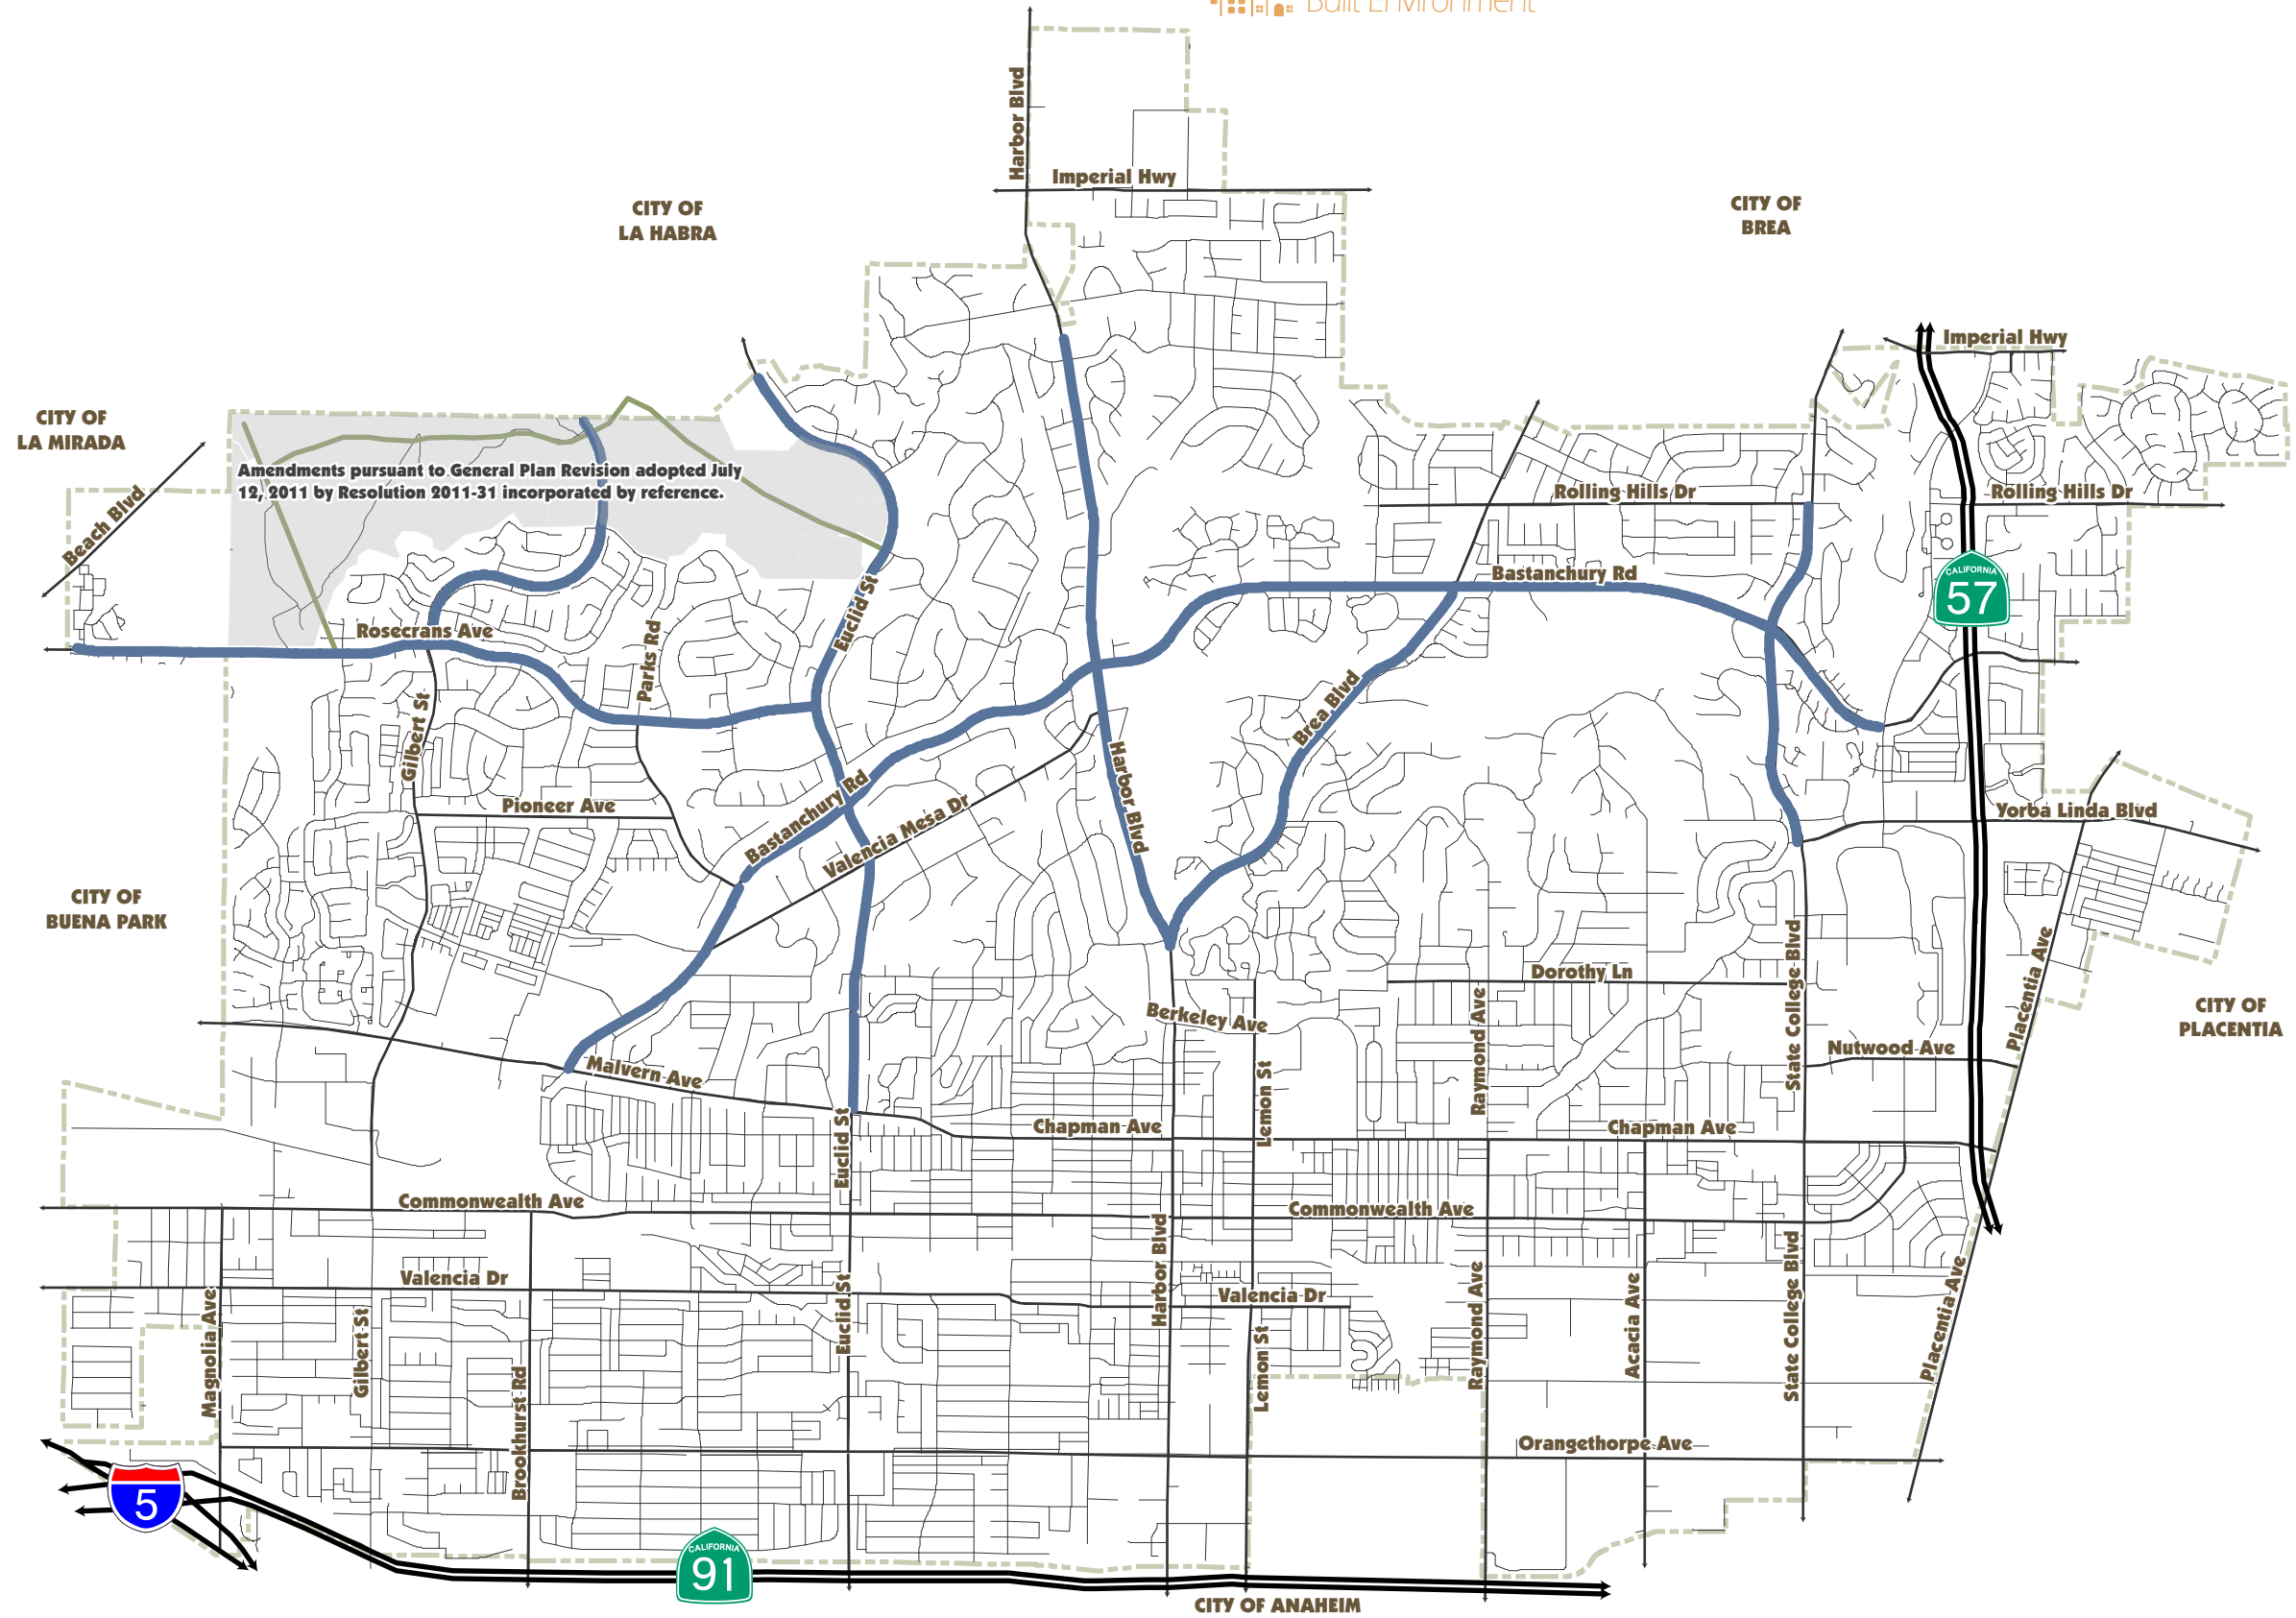 Built Environment
Harbor Blvd
Imperial Hwy
CITY OF
LA HABRA
CITY OF
BREA
Imperial Hwy
CITY OF
LA MIRADA
Beach Blvd
Amendments pursuant to General Plan Revision adopted July
12, 2011 by Resolution 2011-31 incorporated by reference.
Rolling Hills Dr
Rolling Hills Dr
Bastanchury Rd
CALIFORNIA
57
Euclid St
Rosecrans Ave
Parks Rd
Gilbert St
Brea Blvd
Harbor Blvd
Pioneer Ave
Bastanchury Rd
Valencia Mesa Dr
Yorba Linda Blvd
CITY OF
BUENA PARK
Dorothy Ln
State College Blvd
Placentia Ave
CITY OF
PLACENTIA
Berkeley Ave
Raymond Ave
Nutwood Ave
Malvern Ave
Lemon St
Euclid St
Chapman Ave
Chapman Ave
Commonwealth Ave
Commonwealth Ave
Harbor Blvd
Valencia Dr
Valencia Dr
Magnolia Ave
Gilbert St
Brookhurst Rd
Euclid St
Lemon St
Raymond Ave
Acacia Ave
State College Blvd
Placentia Ave
Orangethorpe Ave
5
CALIFORNIA
91
CITY OF ANAHEIM